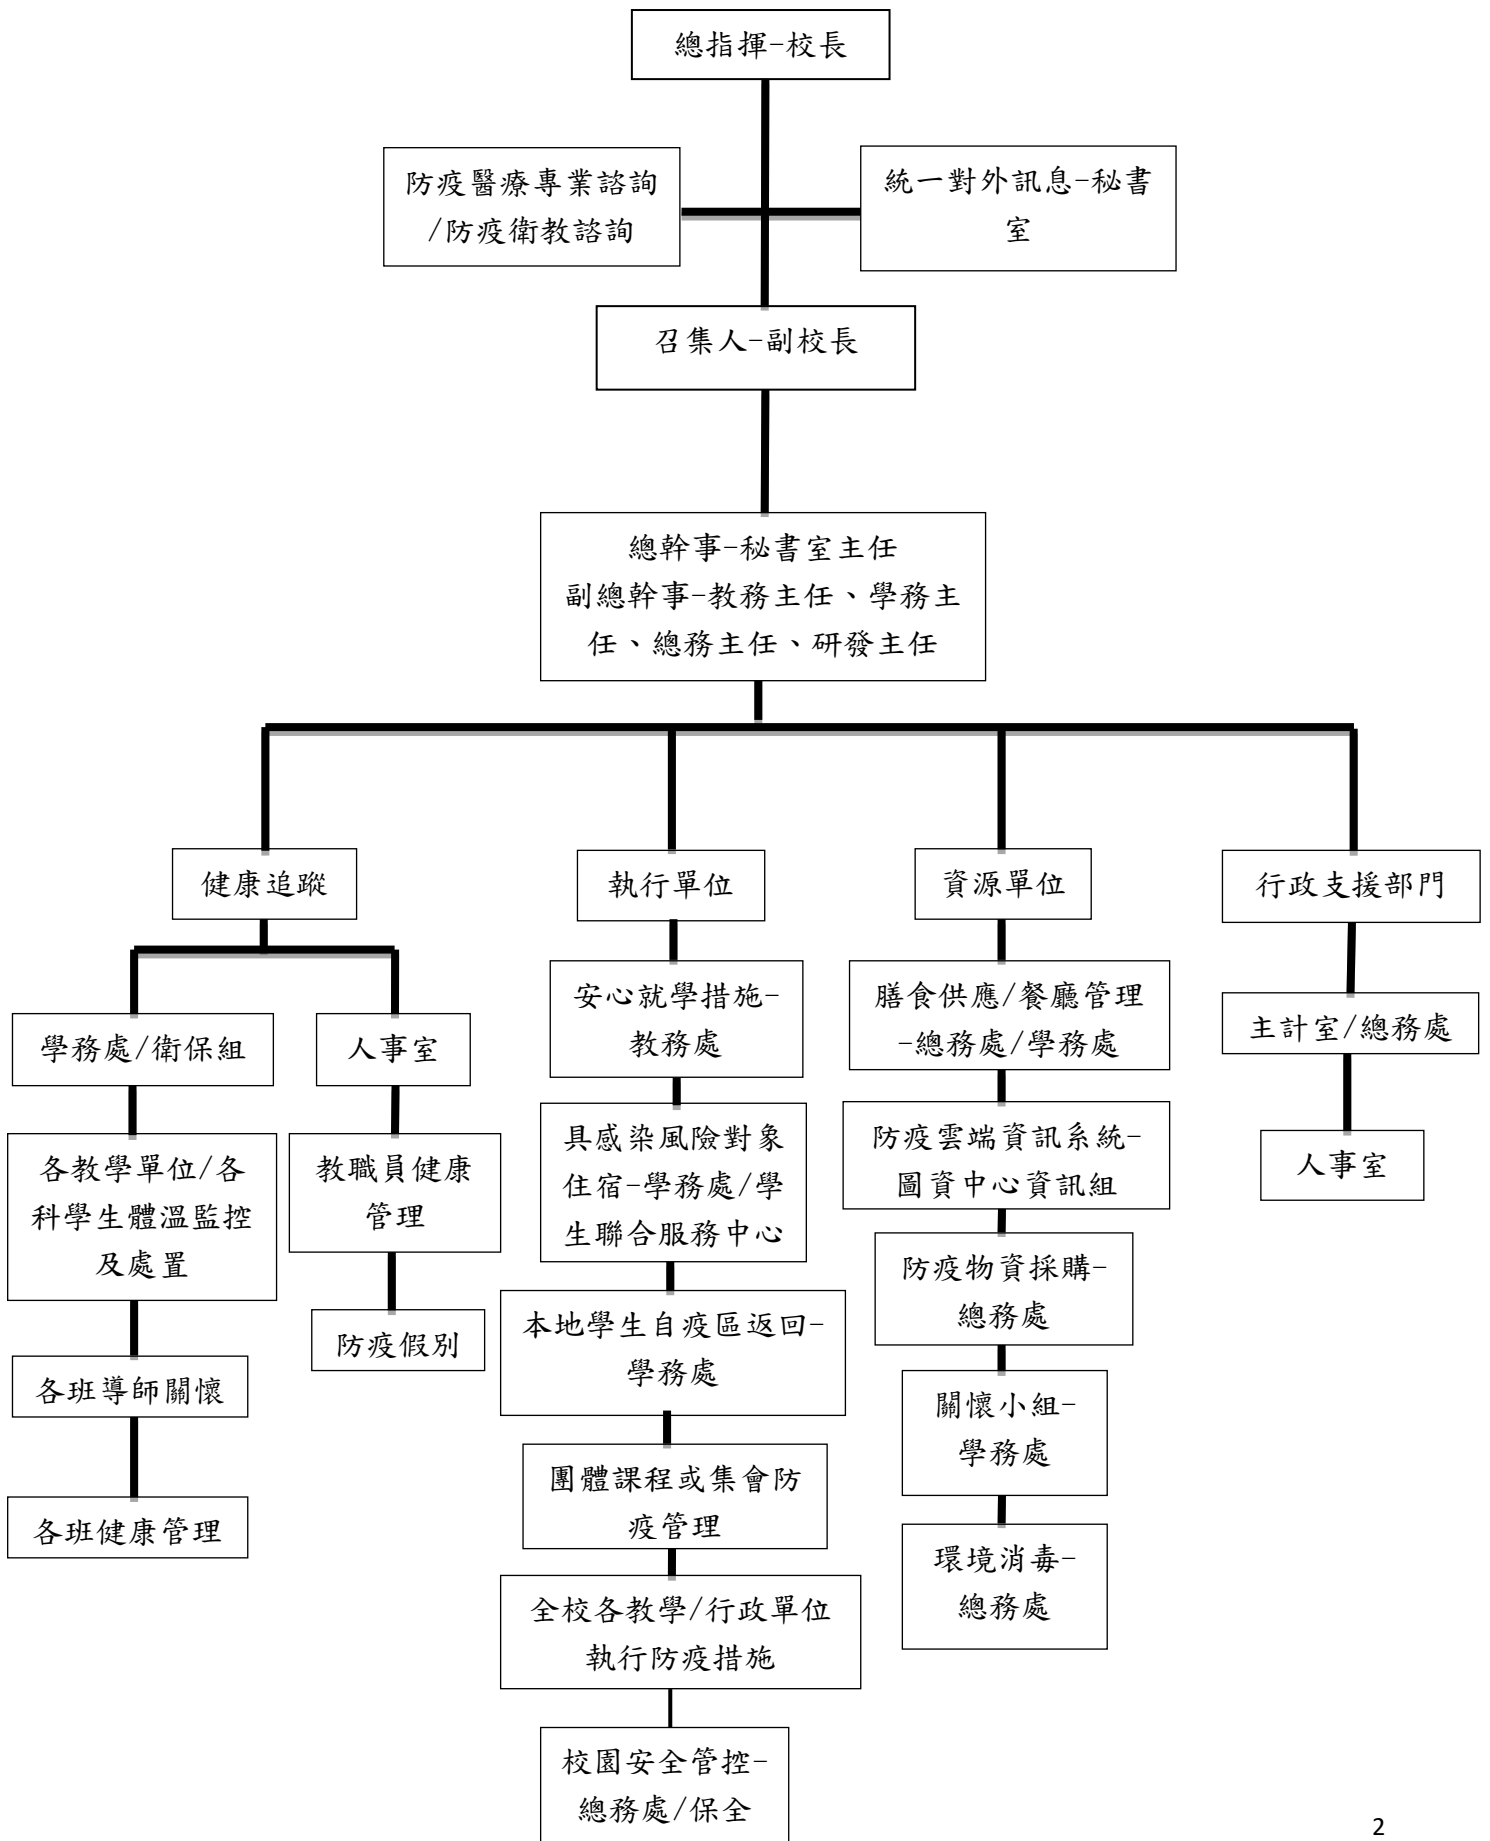 總指揮-校長
防疫醫療專業諮詢
/防疫衛教諮詢
統一對外訊息-秘書
室
召集人-副校長
總幹事-秘書室主任
副總幹事-教務主任、學務主
任、總務主任、研發主任
健康追蹤
執行單位
資源單位
行政支援部門
學務處/衛保組
各教學單位/各
科學生體溫監控
及處置
各班導師關懷
各班健康管理
人事室
教職員健康
管理
防疫假別
安心就學措施-
教務處
具感染風險對象
住宿-學務處/學
生聯合服務中心
本地學生自疫區返回-
學務處
團體課程或集會防
疫管理
全校各教學/行政單位
執行防疫措施
校園安全管控-
總務處/保全
膳食供應/餐廳管理
-總務處/學務處
防疫雲端資訊系統-
圖資中心資訊組
防疫物資採購-
總務處
關懷小組-
學務處
環境消毒-
總務處
主計室/總務處
人事室
2